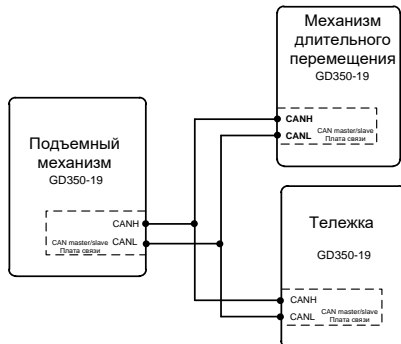 Механизм
длительного
перемещения
GD350-19
CANH
CANL
CAN master/slave
Плата связи
Подъемный
механизм
GD350-19
CANH
CANL
CAN master/slave
Плата связи
Тележка
GD350-19
CANH
CANL
CAN master/slave
Плата связи